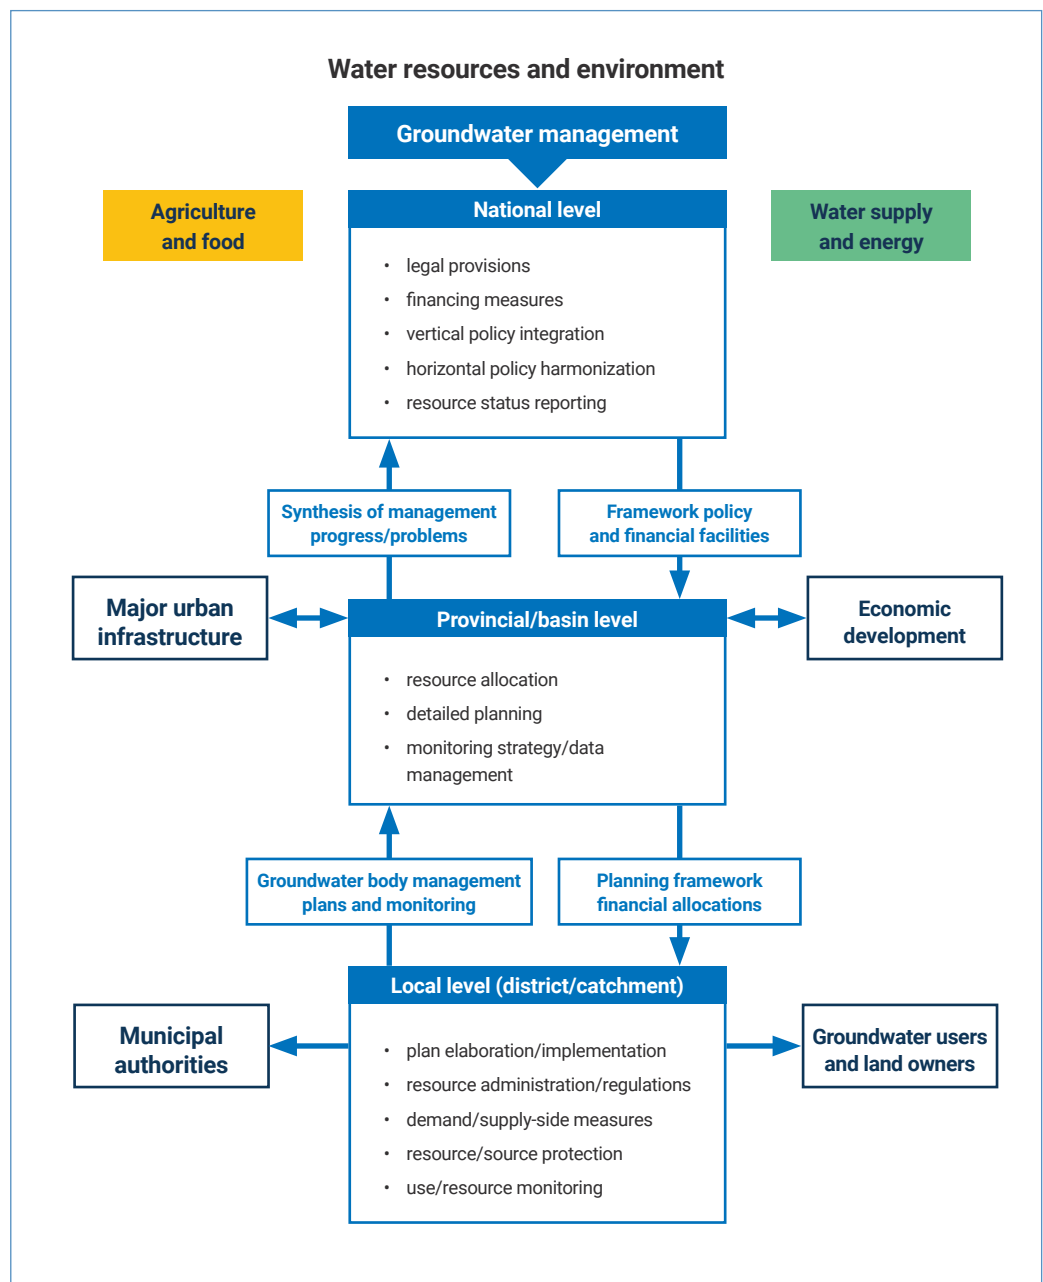 Water resources and environment
Groundwater management
Agriculture
and food
National level
Water supply
and energy
• legal provisions
• financing measures
• vertical policy integration
• horizontal policy harmonization
• resource status reporting
Synthesis of management
progress/problems
Framework policy
and financial facilities
Major urban
infrastructure
Provincial/basin level
Economic
development
• resource allocation
• detailed planning
• monitoring strategy/data
management
Groundwater body management
plans and monitoring
Planning framework
financial allocations
Local level (district/catchment)
Municipal
authorities
Groundwater users
and land owners
• plan elaboration/implementation
• resource administration/regulations
• demand/supply-side measures
• resource/source protection
• use/resource monitoring